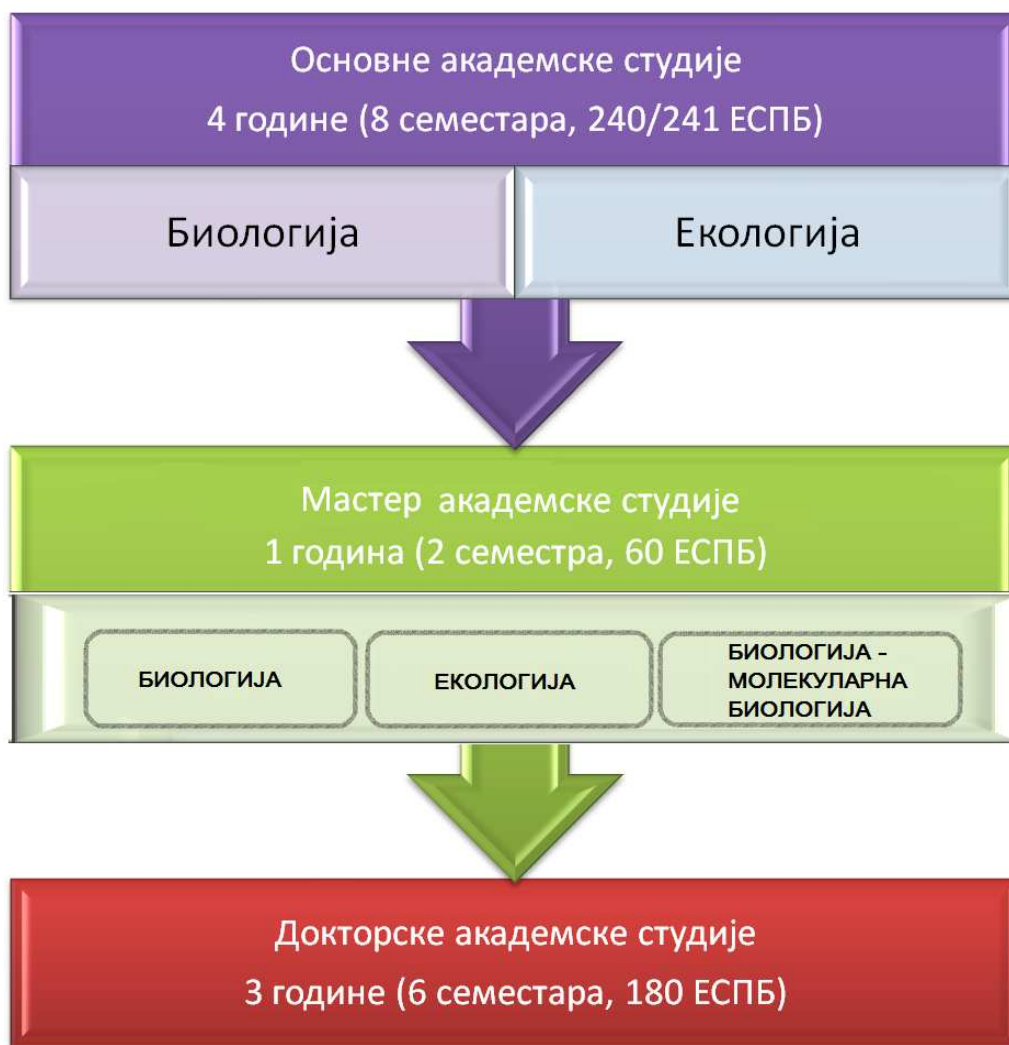 Основне академске студије
4 године (8 семестара, 240/241 ЕСПБ)
Биологија
Екологија
Мастер академске студије
1 година (2 семестра, 60 ЕСПБ)
БИОЛОГИЈА
ЕКОЛОГИЈА
БИОЛОГИЈА -
МОЛЕКУЛАРНА
БИОЛОГИЈА
Докторске академске студије
3 године (6 семестара, 180 ЕСПБ)